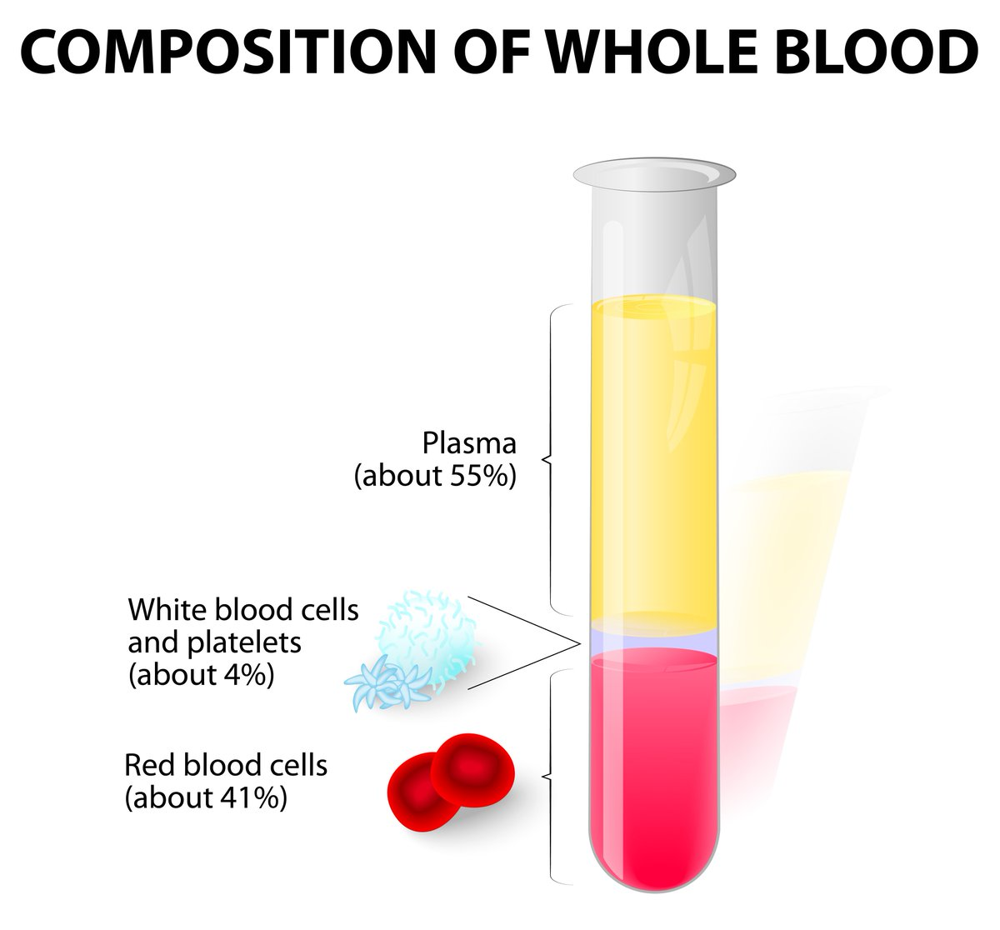 COMPOSITION OF WHOLE BLOOD
Plasma
(about 55%)
White blood cells
and platelets
(about 4%)
Red blood cells
(about 41%)